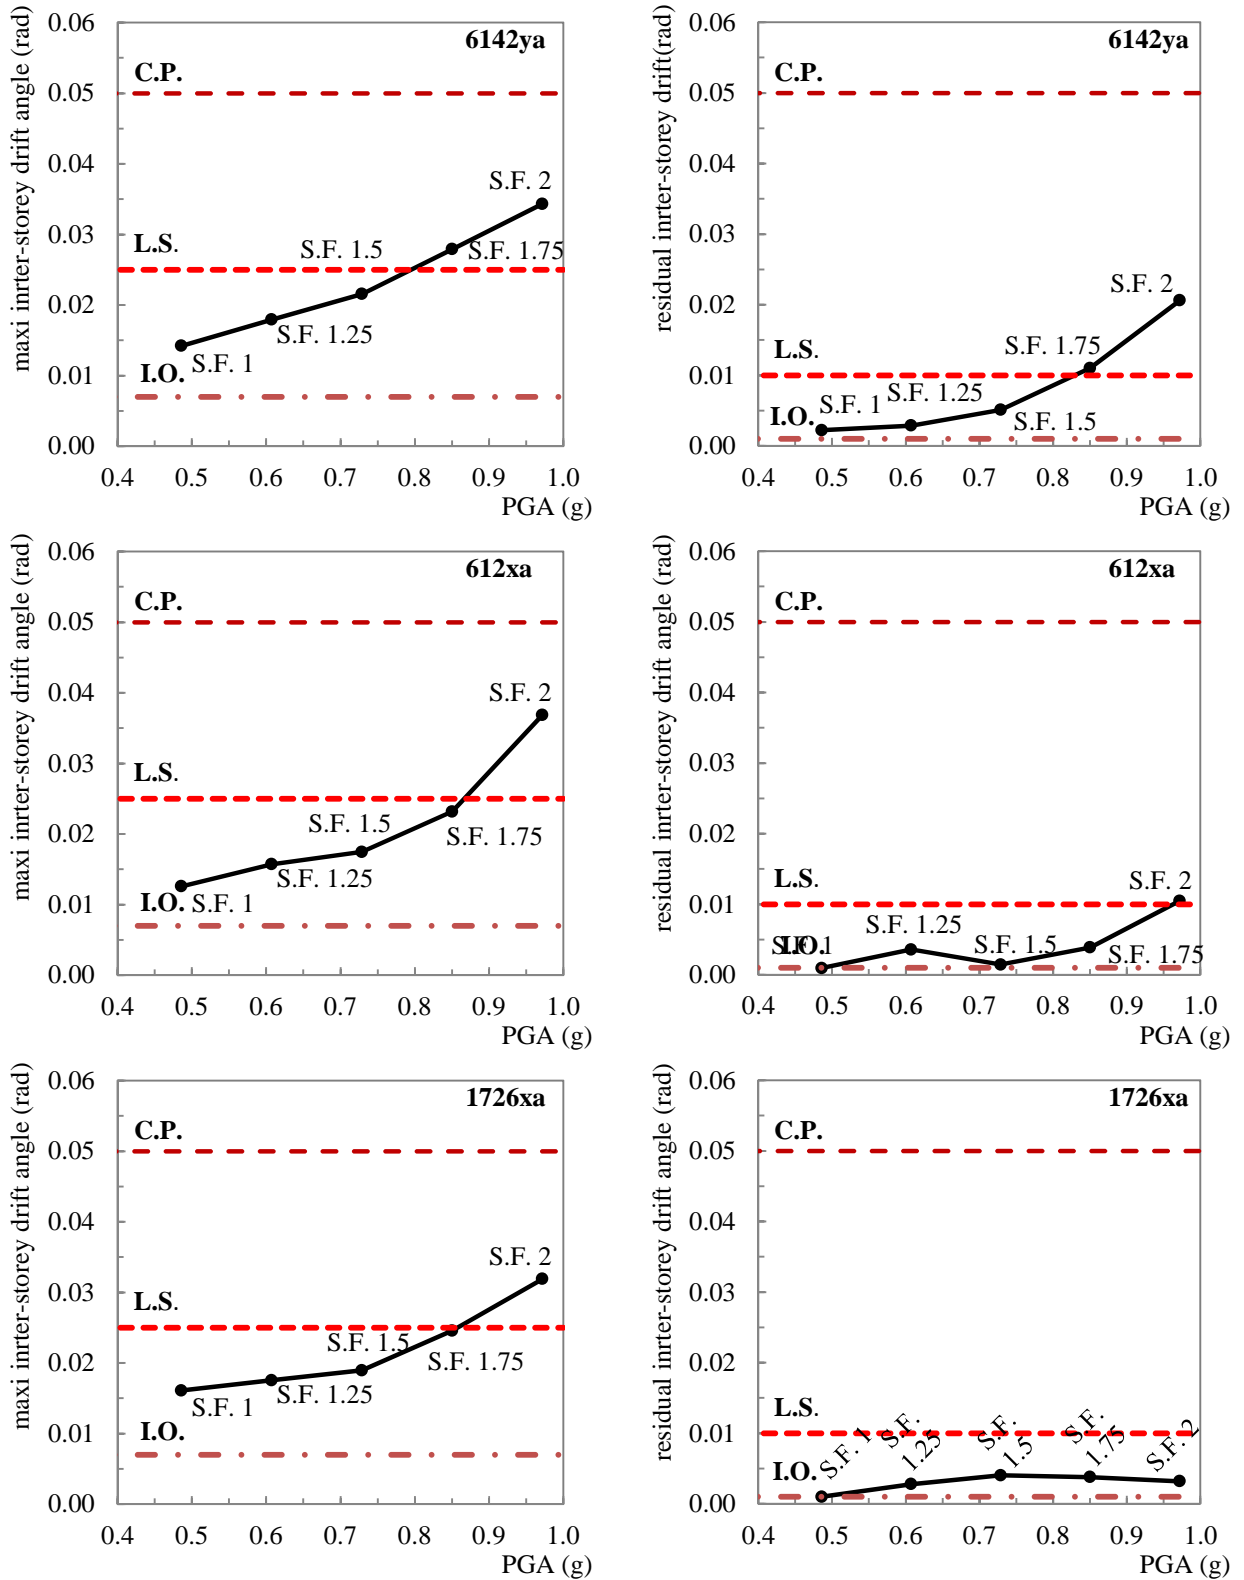 maxi inrter-storey drift angle (rad)
0.06
0.05
0.04
0.03
0.02
0.01
0.00
6142ya
C.P.
S.F. 2
L.S.
S.F. 1.5
S.F. 1.75
S.F. 1.25
S.F. 1
I.O.
0.4 0.5 0.6 0.7 0.8 0.9 1.0
PGA (g)
residual inrter-storey drift(rad)
0.06
0.05
0.04
0.03
0.02
0.01
0.00
6142ya
C.P.
S.F. 2
L.S.
S.F. 1.75
S.F. 1.25
S.F. 1
I.O.
S.F. 1.5
0.4 0.5 0.6 0.7 0.8 0.9 1.0
PGA (g)
maxi inrter-storey drift angle (rad)
0.06
0.05
0.04
0.03
0.02
0.01
0.00
612xa
C.P.
S.F. 2
L.S.
S.F. 1.5
S.F. 1.75
S.F. 1.25
I.O.
S.F. 1
0.4 0.5 0.6 0.7 0.8 0.9 1.0
PGA (g)
residual inrter-storey drift angle (rad)
0.06
0.05
0.04
0.03
0.02
0.01
0.00
612xa
C.P.
L.S.
S.F. 2
S.F. 1.25
S.F. 1
I.O.
S.F. 1.5
S.F. 1.75
0.4 0.5 0.6 0.7 0.8 0.9 1.0
PGA (g)
maxi inrter-storey drift angle (rad)
0.06
0.05
0.04
0.03
0.02
0.01
0.00
1726xa
C.P.
S.F. 2
L.S.
S.F. 1.5
S.F. 1.75
S.F. 1.25
S.F. 1
I.O.
0.4 0.5 0.6 0.7 0.8 0.9 1.0
PGA (g)
residual inrter-storey drift angle (rad)
0.06
0.05
0.04
0.03
0.02
0.01
0.00
1726xa
C.P.
L.S.
I.O.
S.F. 1
S.F.
1.25
S.F.
1.5
S.F.
1.75
S.F. 2
0.4 0.5 0.6 0.7 0.8 0.9 1.0
PGA (g)